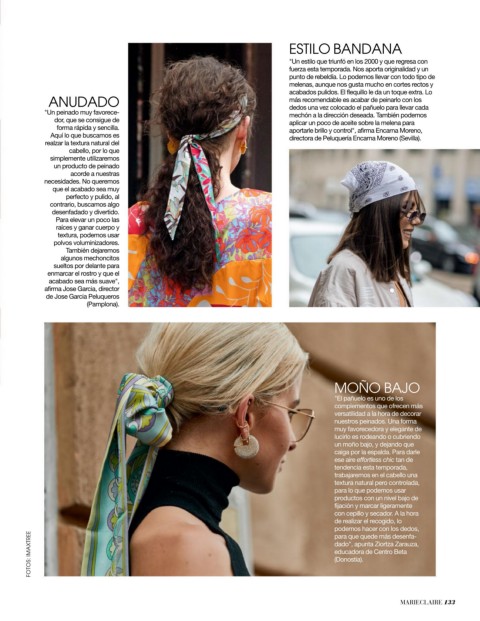 ANUDADO
"Un peinado muy favorece-
dor, que se consigue de
forma rápida y sencilla.
Aquí lo que buscamos es
realzar la textura natural del
cabello, por lo que
simplemente utilizaremos
un producto de peinado
acorde a nuestras
necesidades. No queremos
que el acabado sea muy
perfecto y pulido, al
contrario, buscamos algo
desenfadado y divertido.
Para elevar un poco las
raíces y ganar cuerpo y
textura, podemos usar
polvos voluminizadores.
También dejaremos
algunos mechoncitos
sueltos por delante para
enmarcar el rostro y que el
acabado sea más suave",
afirma Jose García, director
de Jose García Peluqueros
(Pamplona).
ESTILO BANDANA
"Un estilo que triunfó en los 2000 y que regresa con
fuerza esta temporada. Nos aporta originalidad y un
punto de rebeldía. Lo podemos llevar con todo tipo de
melenas, aunque nos gusta mucho en cortes rectos y
acabados pulidos. El flequillo le da un toque extra. Lo
más recomendable es acabar de peinarlo con los
dedos una vez colocado el pañuelo para llevar cada
mechón a la dirección deseada. También podemos
aplicar un poco de aceite sobre la melena para
aportarle brillo y control", afirma Encarna Moreno,
directora de Peluquería Encarna Moreno (Sevilla).
MOÑO BAJO
"El pañuelo es uno de los
complementos que ofrecen más
versatilidad a la hora de decorar
nuestros peinados. Una forma
muy favorecedora y elegante de
lucirlo es rodeando o cubriendo
un moño bajo, y dejando que
caiga por la espalda. Para darle
ese aire effortless chic tan de
tendencia esta temporada,
trabajaremos en el cabello una
textura natural pero controlada,
para lo que podemos usar
productos con un nivel bajo de
fijación y marcar ligeramente
con cepillo y secador. A la hora
de realizar el recogido, lo
podemos hacer con los dedos,
para que quede más desenfa-
dado", apunta Ziortza Zarauza,
educadora de Centro Beta
(Donostia).
FOTOS: IMAXTREE
MARIECLAIRE 133